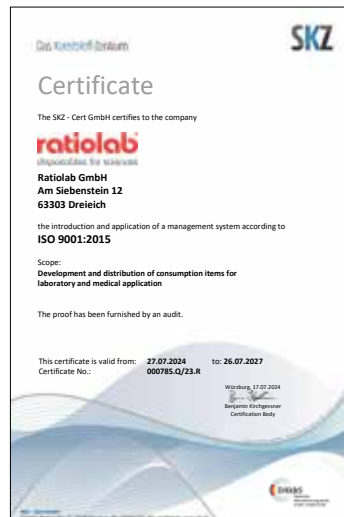 Das Kunststoff-Zentrum
SKZ
Certificate
The SKZ - Cert GmbH certifies to the company
ratiolab
disposables for sciences
Ratiolab GmbH
Am Siebenstein 12
63303 Dreieich
the introduction and application of a management system according to
ISO 9001:2015
Scope:
Development and distribution of consumption items for
laboratory and medical application
The proof has been furnished by an audit.
This certificate is valid from: 27.07.2024 to: 26.07.2027
Certificate No.: 000785.Q/23.R
Würzburg, 17.07.2024
Benjamin Kirchgessner
Certification Body
DAkkS